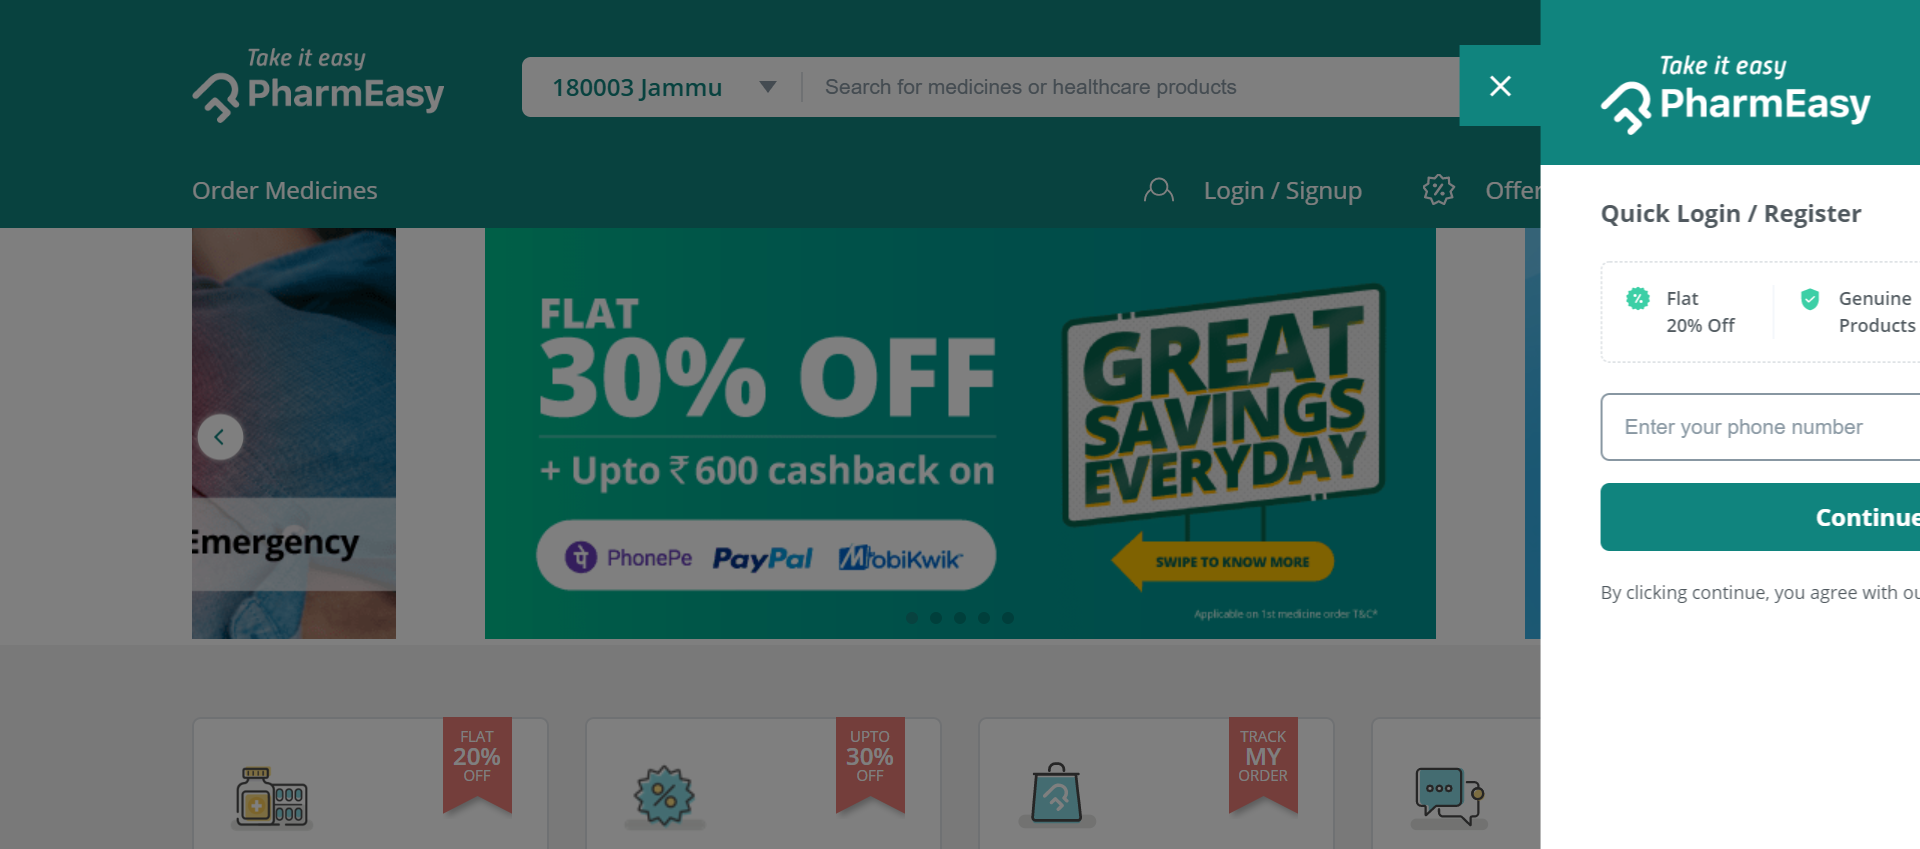 Take it easy
PharmEasy
180003 Jammu
Search for medicines or healthcare products
Order Medicines
Login / Signup
Offer
Emergency
FLAT
30% OFF
+ Upto ₹600 cashback on
PhonePe PayPal MobiKwik
GREAT
SAVINGS
EVERYDAY
SWIPE TO KNOW MORE
Applicable on 1st medicine order T&C*
FLAT
20%
OFF
UPTO
30%
OFF
TRACK
MY
ORDER
Take it easy
PharmEasy
Quick Login / Register
Flat
20% Off
Genuine
Products
Enter your phone number
Continue
By clicking continue, you agree with ou